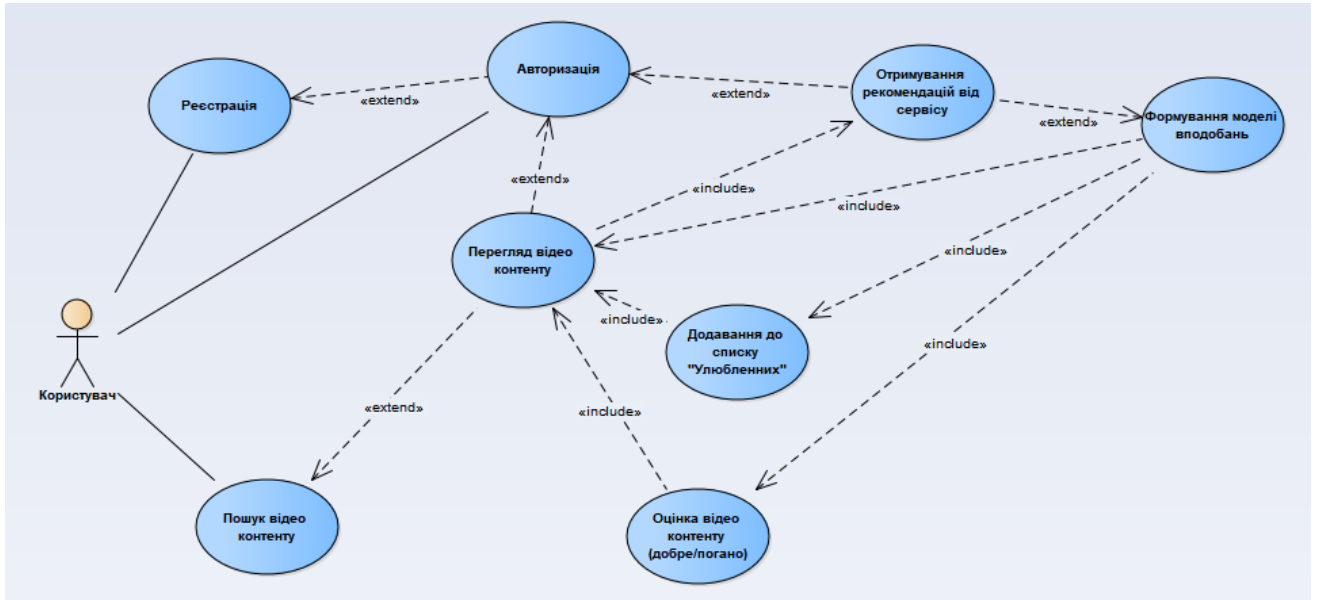 Авторизація
Отримування
рекомендацій від
сервісу
Реєстрація
«extend»
«extend»
«extend»
Формування моделі
вподобань
«extend»
«include»
«include»
Перегляд відео
контенту
«include»
«include»
Додавання до
списку
"Улюбленних"
«include»
Користувач
«extend»
«include»
Пошук відео
контенту
Оцінка відео
контенту
(добре/погано)